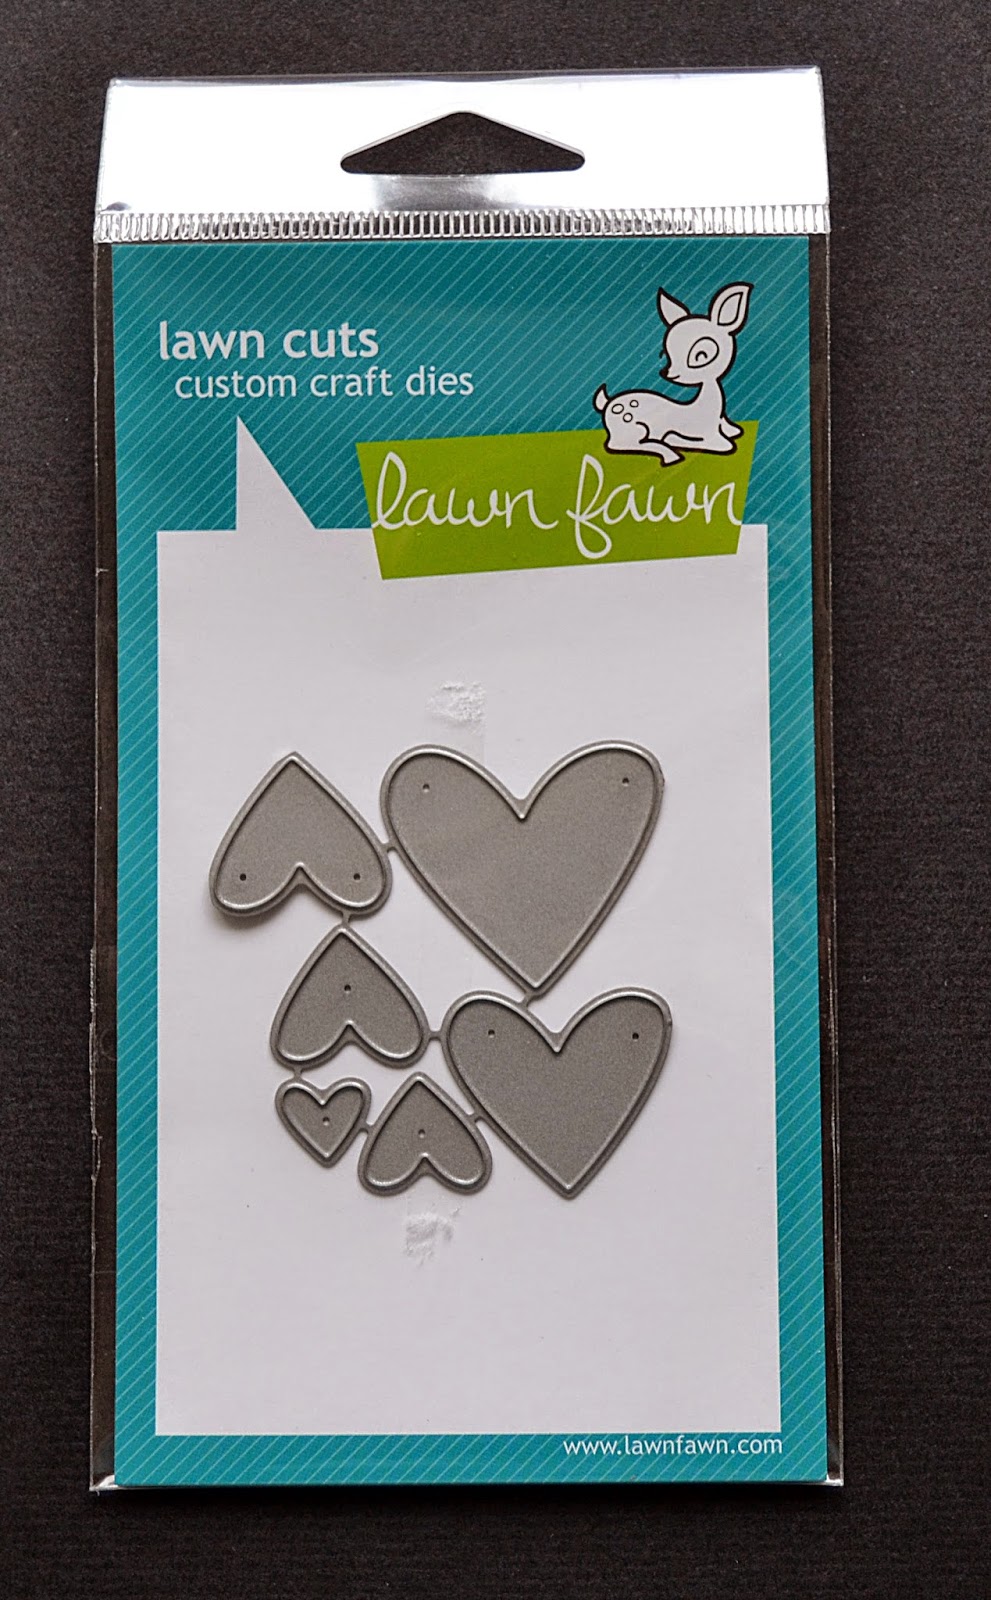 lawn cuts
custom craft dies
lawn fawn
www.lawnfawn.com